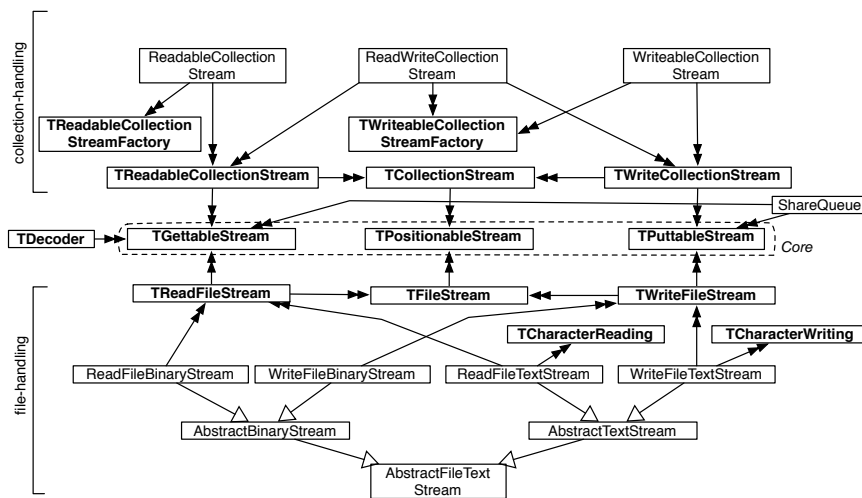 collection-handling
ReadableCollection
Stream
ReadWriteCollection
Stream
WriteableCollection
Stream
TReadableCollection
StreamFactory
TWriteableCollection
StreamFactory
TReadableCollectionStream
TCollectionStream
TWriteCollectionStream
ShareQueue
TDecoder
TGettableStream
TPositionableStream
TPuttableStream
Core
file-handling
TReadFileStream
TFileStream
TWriteFileStream
TCharacterReading
TCharacterWriting
ReadFileBinaryStream
WriteFileBinaryStream
ReadFileTextStream
WriteFileTextStream
AbstractBinaryStream
AbstractTextStream
AbstractFileText
Stream